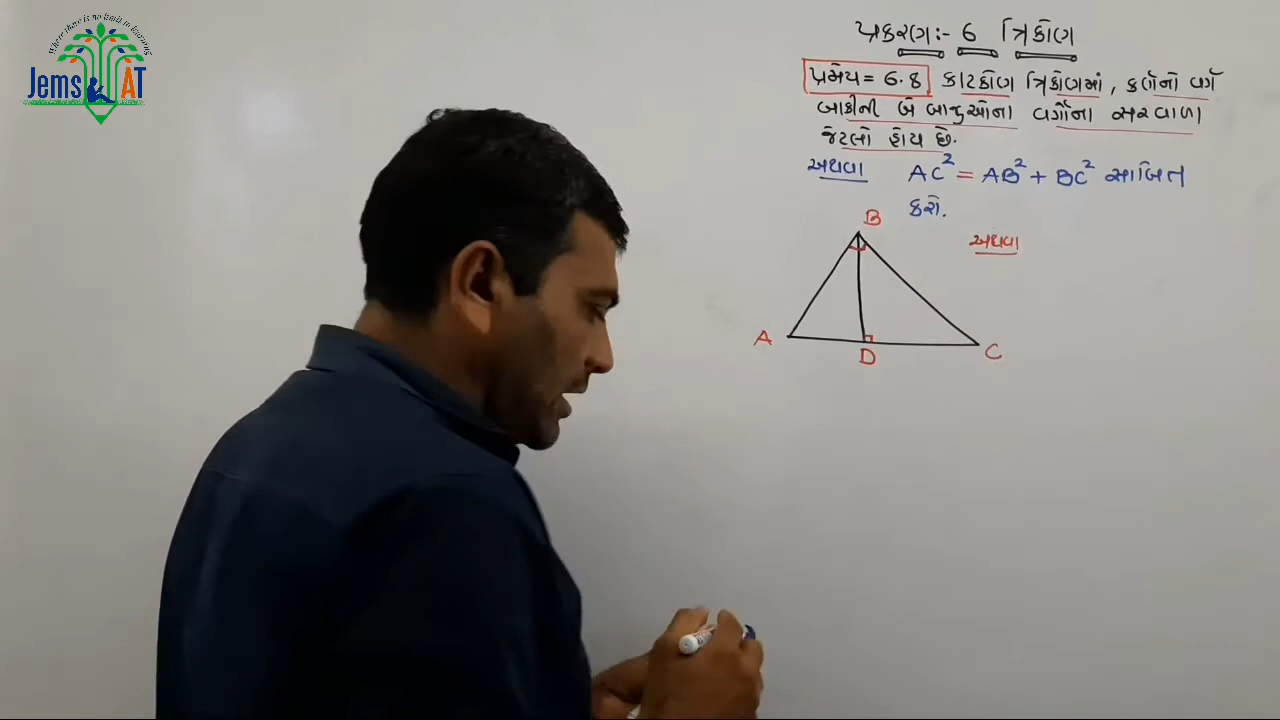 Where there is no limit in learning
Jems AT
પ્રકરણ:- 6 ત્રિકોણ
પ્રમેય = 6.8 કાટકોણ ત્રિકોણમાં, કર્ણનો વર્ગ
બાકીની બે બાજુઓના વર્ગોના સરવાળા
જેટલો હોય છે.
અથવા AC² = AB² + BC² સાબિત
કરો.
B
અથવા
A
D
C